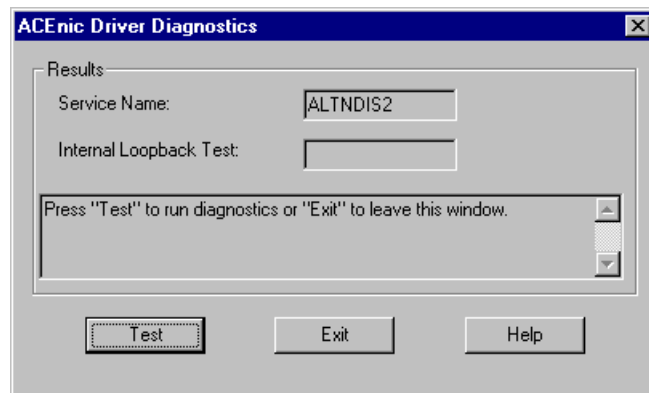 ACEnic Driver Diagnostics
Results
Service Name: ALTNDIS2
Internal Loopback Test:
Press "Test" to run diagnostics or "Exit" to leave this window.
Test Exit Help